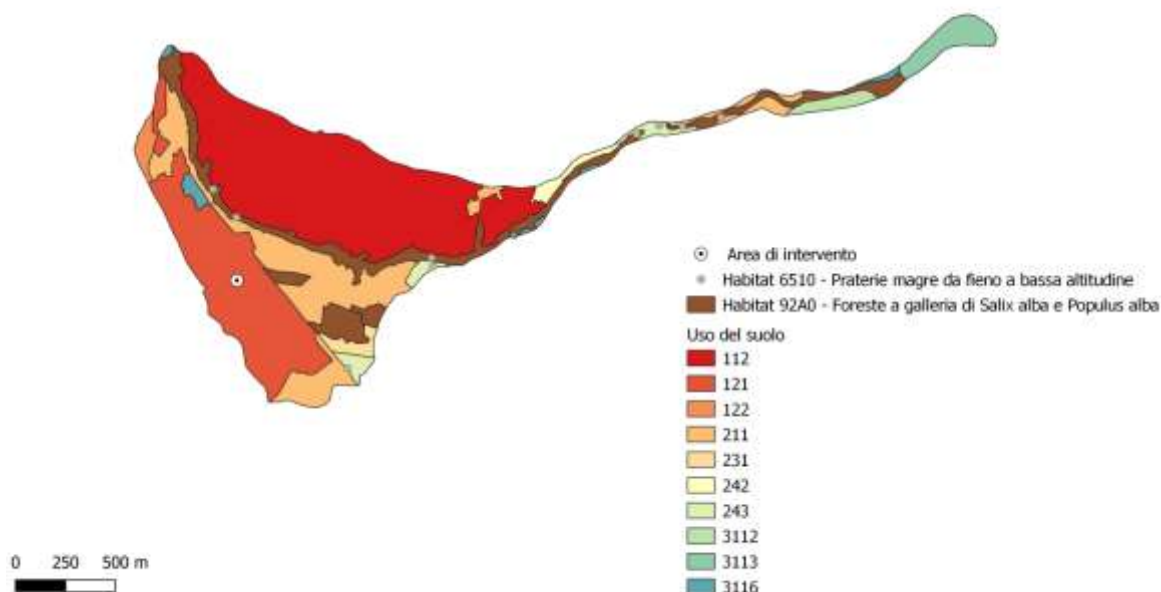 Area di intervento
Habitat 6510 - Praterie magre da fieno a bassa altitudine
Habitat 92A0 - Foreste a galleria di Salix alba e Populus alba
Uso del suolo
112
121
122
211
231
242
243
3112
3113
3116
0 250 500 m